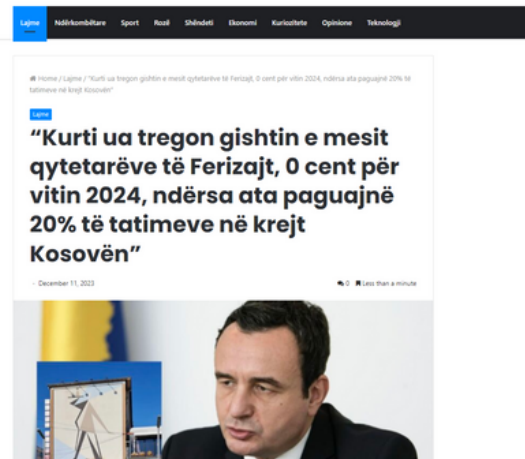 Lajme Ndërkombëtare Sport Rozë Shëndeti Ekonomi Kuriozitete Opinione Teknologji
Home / Lajme / "Kurti ua tregon gishtin e mesit qytetarëve të Ferizajt, 0 cent për vitin 2024, ndërsa ata paguajnë 20% të
tatimeve në krejt Kosovën"
Lajme
“Kurti ua tregon gishtin e mesit
qytetarëve të Ferizajt, 0 cent për
vitin 2024, ndërsa ata paguajnë
20% të tatimeve në krejt
Kosovën”
- December 11, 2023 0 Less than a minute